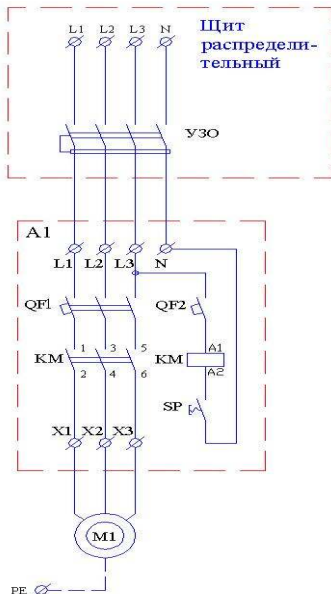 L1 L2 L3 N
Щит
распредели-
тельный
УЗО
A1
L1 L2 L3 N
QF1 QF2
1 3 5
KM KM A1
2 4 6 A2
SP
X1 X2 X3
M1
PE